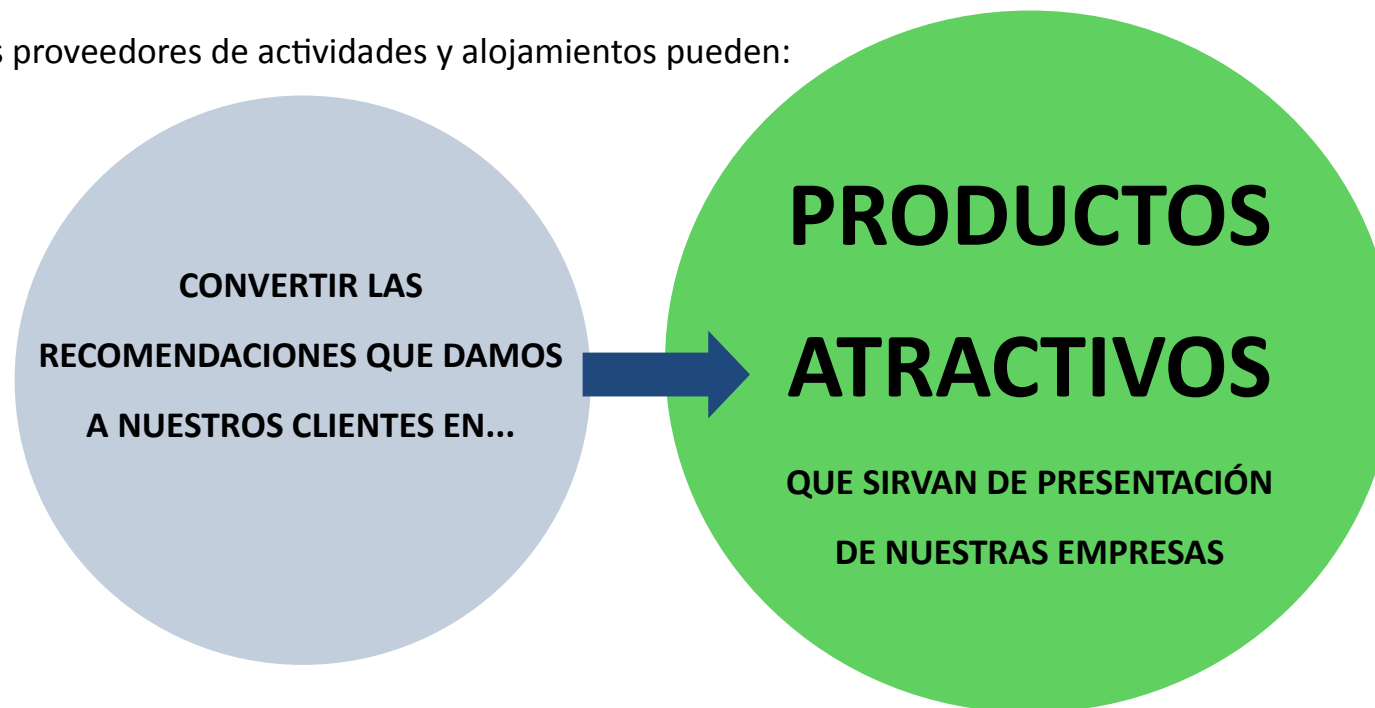 s proveedores de actividades y alojamientos pueden:
CONVERTIR LAS
RECOMENDACIONES QUE DAMOS
A NUESTROS CLIENTES EN...
PRODUCTOS
ATRACTIVOS
QUE SIRVAN DE PRESENTACIÓN
DE NUESTRAS EMPRESAS